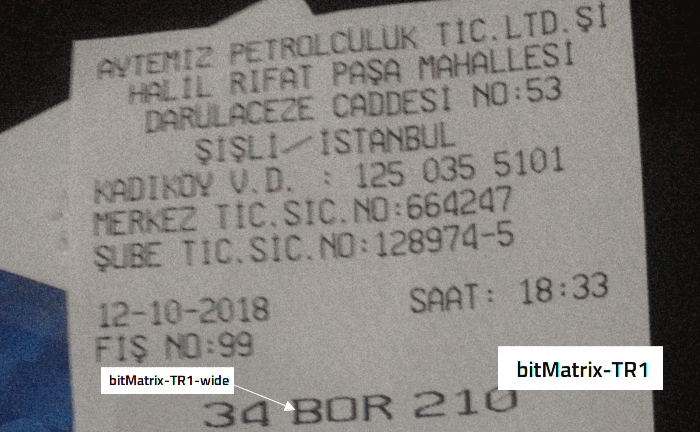 AYTEMİZ PETROLCULUK TİC.LTD.Şİ
HALİL RIFAT PAŞA MAHALLESİ
DARULACEZE CADDESİ NO:53
ŞİŞLİ/İSTANBUL
KADIKÖY V.D. : 125 035 5101
MERKEZ TİC.SİC.NO:664247
ŞUBE TİC.SİC.NO:128974-5
12-10-2018 SAAT: 18:33
FİŞ NO:99
bitMatrix-TR1
bitMatrix-TR1-wide
34 BOR 210